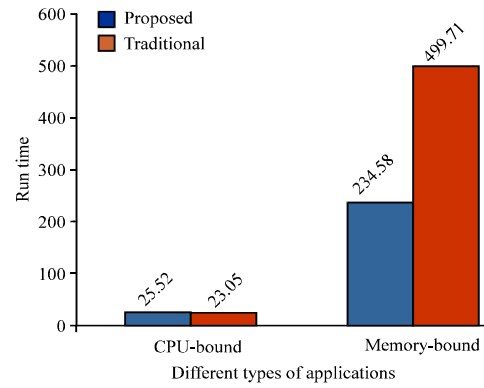 Proposed
Traditional
Run time
600
500
400
300
200
100
0
25.52
23.05
234.58
499.71
CPU-bound
Memory-bound
Different types of applications